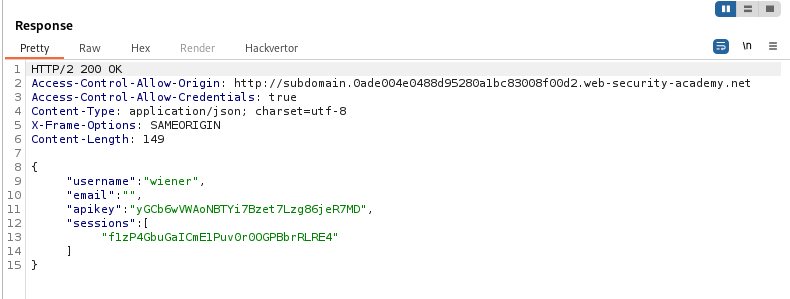 Response
Pretty Raw Hex Render Hackvertor \n
1 HTTP/2 200 OK
2 Access-Control-Allow-Origin: http://subdomain.0ade004e0488d95280a1bc83008f00d2.web-security-academy.net
3 Access-Control-Allow-Credentials: true
4 Content-Type: application/json; charset=utf-8
5 X-Frame-Options: SAMEORIGIN
6 Content-Length: 149
7
8 {
9 "username":"wiener",
10 "email":"",
11 "apikey":"yGCb6wVWAoNBTYi7Bzet7Lzg86jeR7MD",
12 "sessions":[
13 "f1zP4GbuGaICmE1Puv0r0OGPBbrRLRE4"
14 ]
15 }